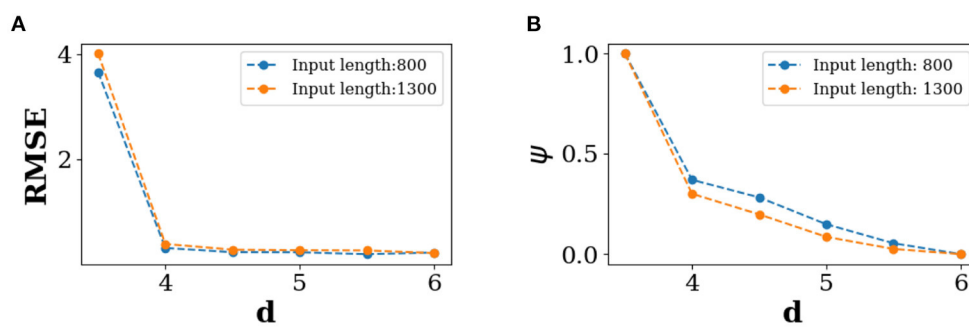 A
RMSE
4
2
Input length:800
Input length:1300
4
5
6
d
B
ψ
1.0
0.5
0.0
Input length: 800
Input length: 1300
4
5
6
d